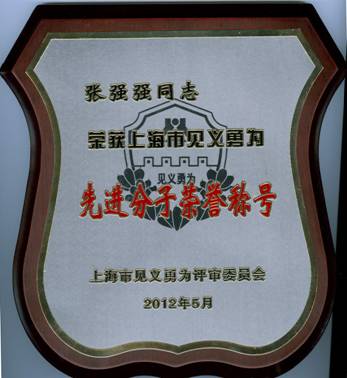 张强强同志
荣获上海市见义勇为
见义勇为
先进分子荣誉称号
上海市见义勇为评审委员会
2012年5月